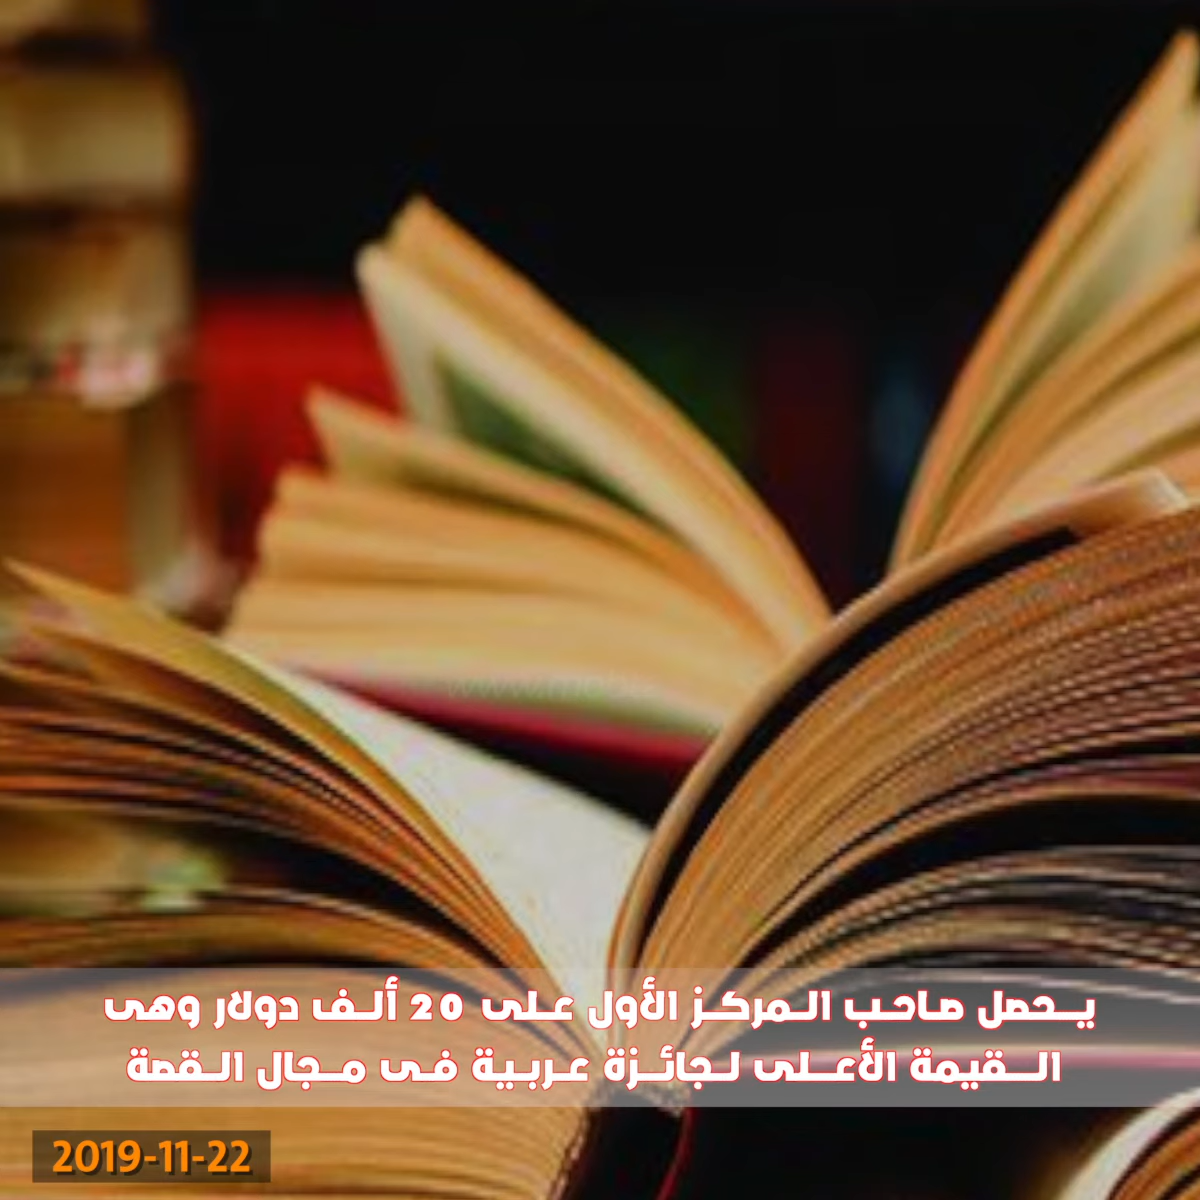 يحصل صاحب المركز الأول على 20 ألف دولار وهى
القيمة الأعلى لجائزة عربية فى مجال القصة
2019-11-22